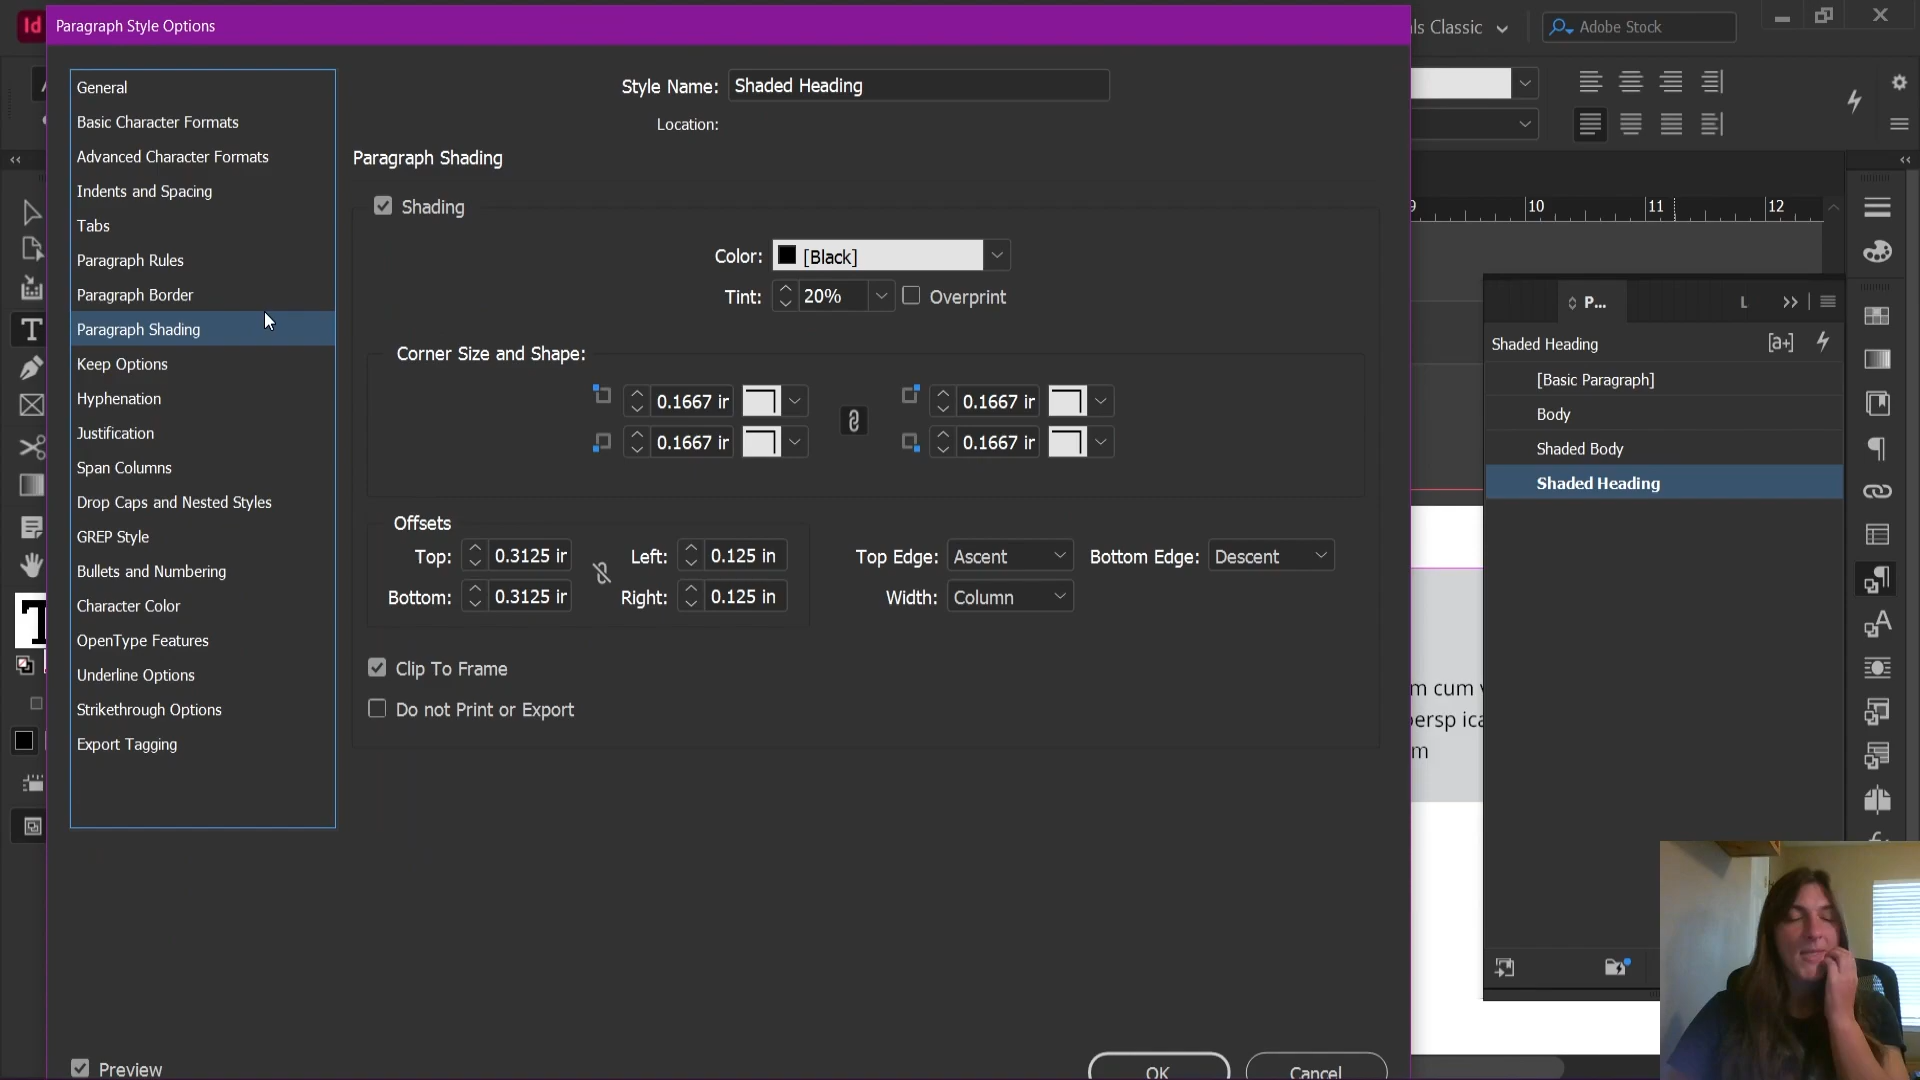 Id
Paragraph Style Options
ls Classic
Adobe Stock
General
Basic Character Formats
Advanced Character Formats
Indents and Spacing
Tabs
Paragraph Rules
Paragraph Border
Paragraph Shading
Keep Options
Hyphenation
Justification
Span Columns
Drop Caps and Nested Styles
GREP Style
Bullets and Numbering
Character Color
OpenType Features
Underline Options
Strikethrough Options
Export Tagging
Preview
Style Name: Shaded Heading
Location:
Paragraph Shading
Shading
Color: [Black]
Tint: 20% Overprint
Corner Size and Shape:
0.1667 ir 0.1667 ir
0.1667 ir 0.1667 ir
Offsets
Top: 0.3125 ir Left: 0.125 in Top Edge: Ascent Bottom Edge: Descent
Bottom: 0.3125 ir Right: 0.125 in Width: Column
Clip To Frame
Do not Print or Export
OK Cancel
9 10 11 12
P... L
Shaded Heading [a+]
[Basic Paragraph]
Body
Shaded Body
Shaded Heading
m cum
persp ica
m